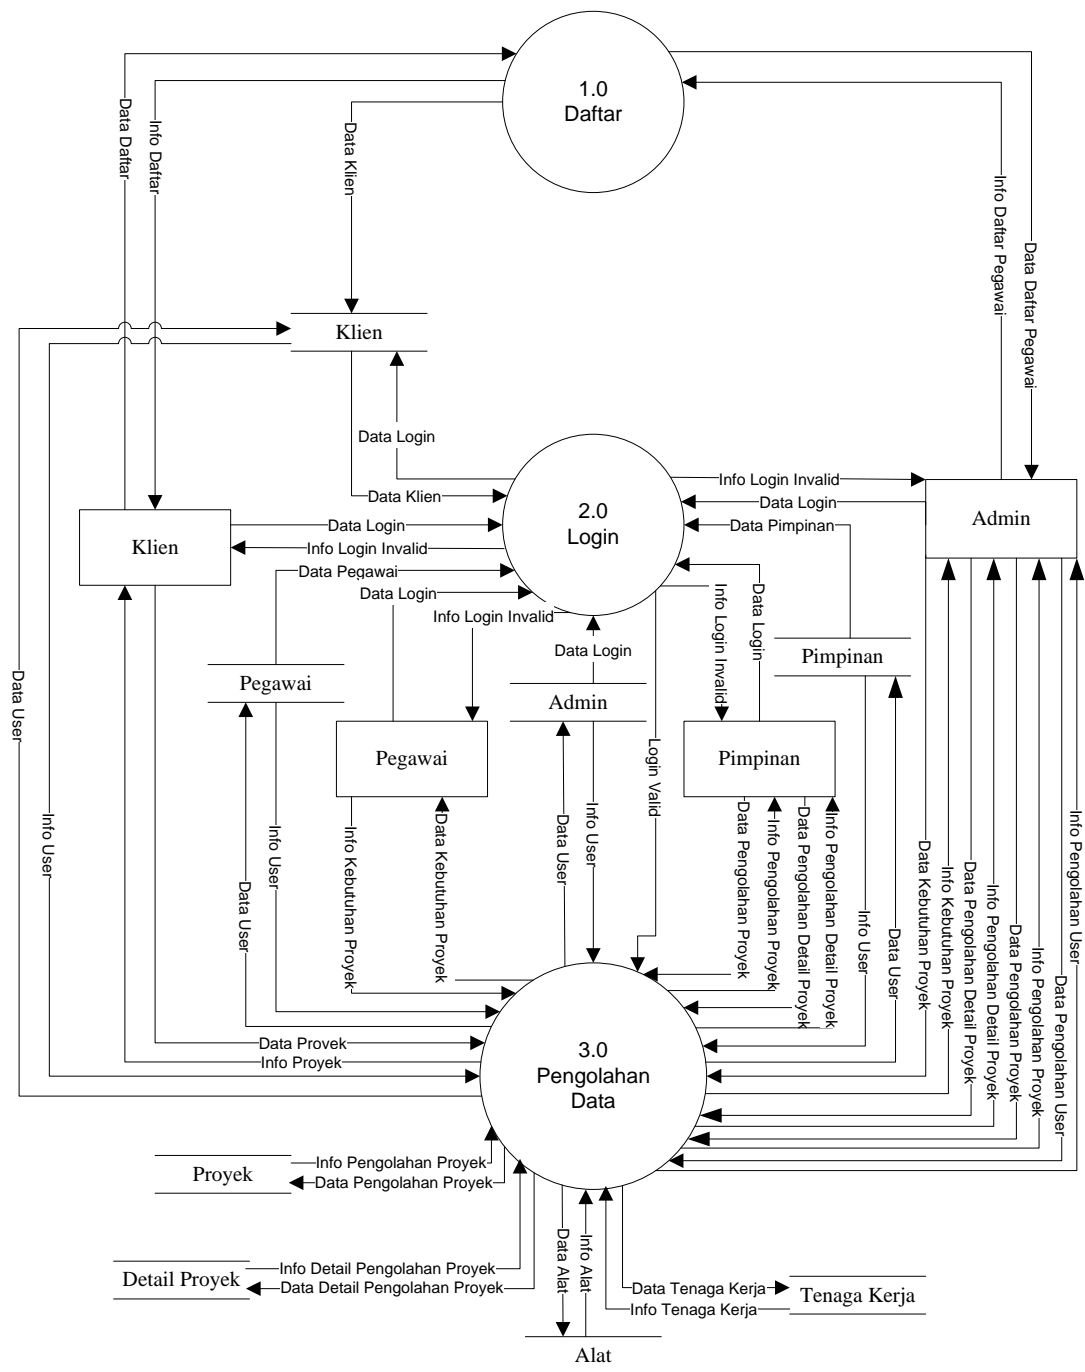 1.0
Daftar
Data Daftar
Info Daftar
Data Klien
Info Daftar Pegawai
Data Daftar Pegawai
Klien
Data Login
Data Klien
2.0
Login
Info Login Invalid
Data Login
Data Pimpinan
Admin
Klien
Data Login
Info Login Invalid
Data Pegawai
Data Login
Info Login Invalid
Data Login
Info Login Invalid
Data Login
Pegawai
Admin
Pimpinan
Pegawai
Pimpinan
Data User
Info User
Data User
Info User
Info Kebutuhan Proyek
Data Kebutuhan Proyek
Data User
Info User
Login Valid
Data Pengolahan Proyek
Info Pengolahan Proyek
Data Pengolahan Detail Proyek
Info Pengolahan Detail Proyek
Info User
Data User
Data Kebutuhan Proyek
Info Kebutuhan Proyek
Data Pengolahan Detail Proyek
Info Pengolahan Detail Proyek
Data Pengolahan Proyek
Info Pengolahan Proyek
Data Pengolahan User
Info Pengolahan User
Data Proyek
Info Proyek
3.0
Pengolahan
Data
Proyek
Info Pengolahan Proyek
Data Pengolahan Proyek
Detail Proyek
Info Detail Pengolahan Proyek
Data Detail Pengolahan Proyek
Data Alat
Info Alat
Data Tenaga Kerja
Info Tenaga Kerja
Tenaga Kerja
Alat